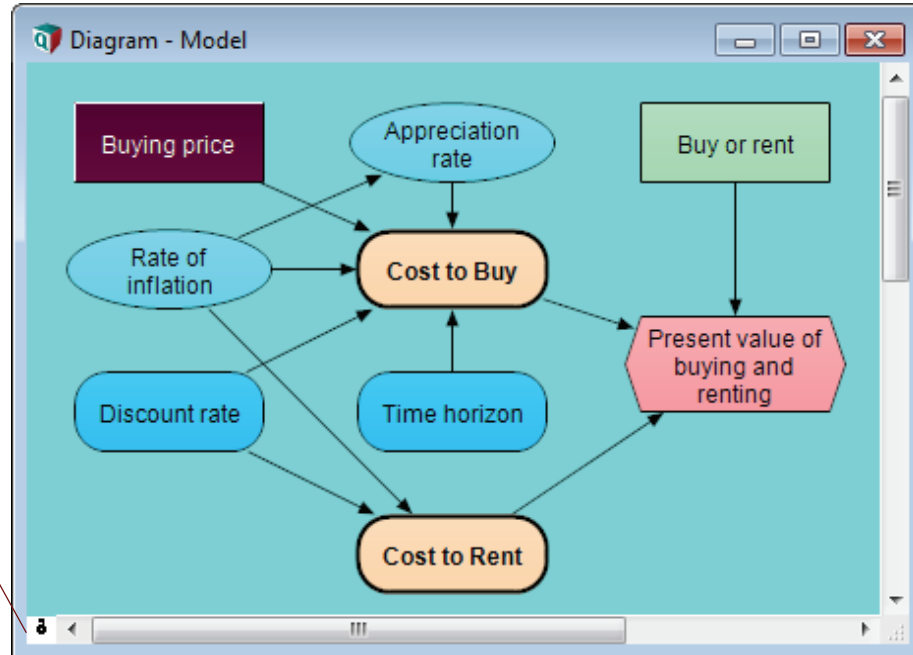 Diagram - Model
Buying price
Appreciation
rate
Buy or rent
Rate of
inflation
Cost to Buy
Present value of
buying and
renting
Discount rate
Time horizon
Cost to Rent